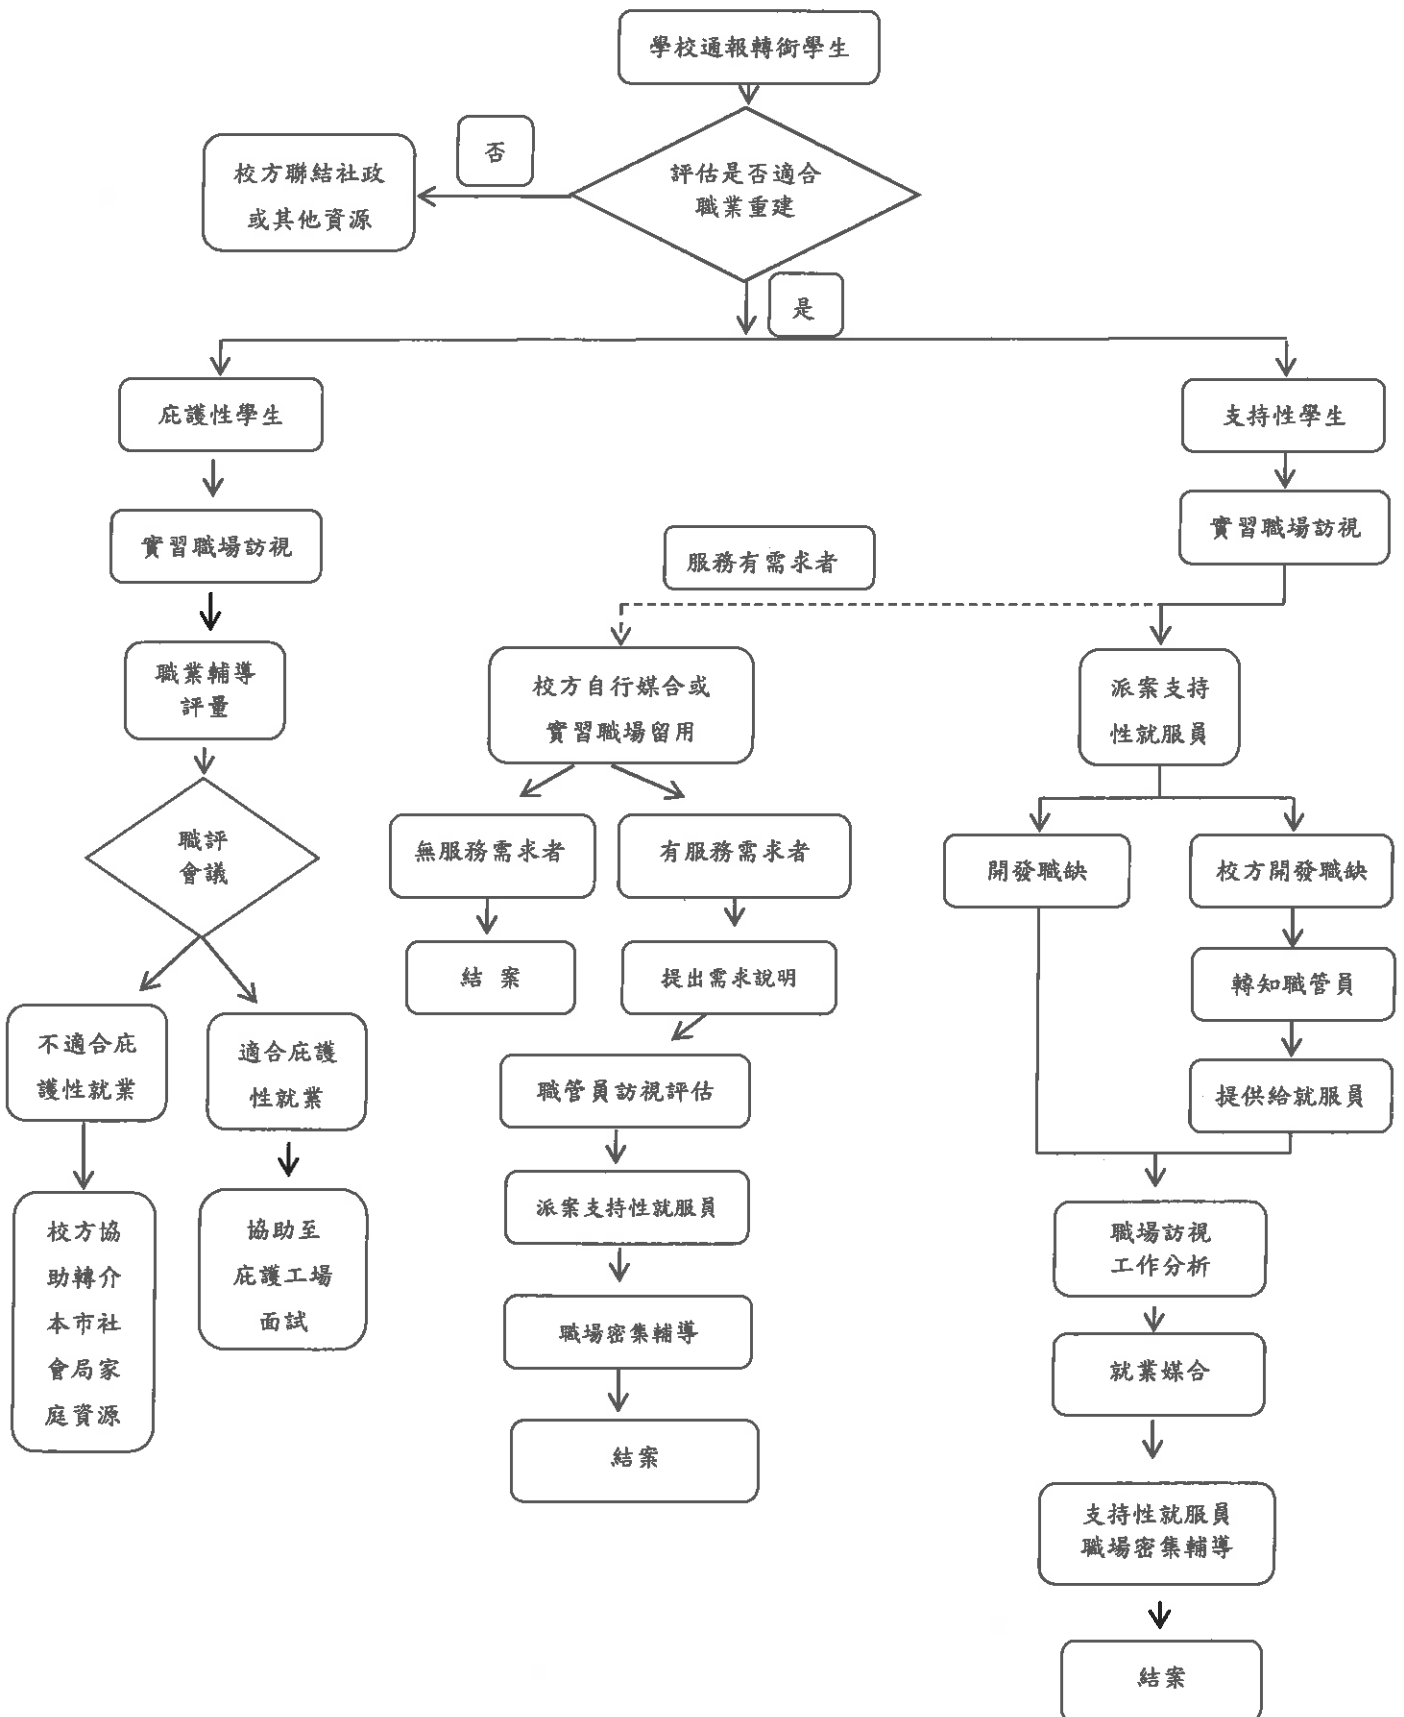 學校通報轉銜學生
否
校方聯結社政
或其他資源
評估是否適合
職業重建
是
庇護性學生
支持性學生
實習職場訪視
實習職場訪視
服務有需求者
職業輔導
評量
校方自行媒合或
實習職場留用
派案支持
性就服員
職評
會議
無服務需求者
有服務需求者
開發職缺
校方開發職缺
結 案
提出需求說明
轉知職管員
不適合庇
護性就業
適合庇護
性就業
職管員訪視評估
提供給就服員
校方協
助轉介
本市社
會局家
庭資源
協助至
庇護工場
面試
派案支持性就服員
職場訪視
工作分析
職場密集輔導
就業媒合
結案
支持性就服員
職場密集輔導
結案